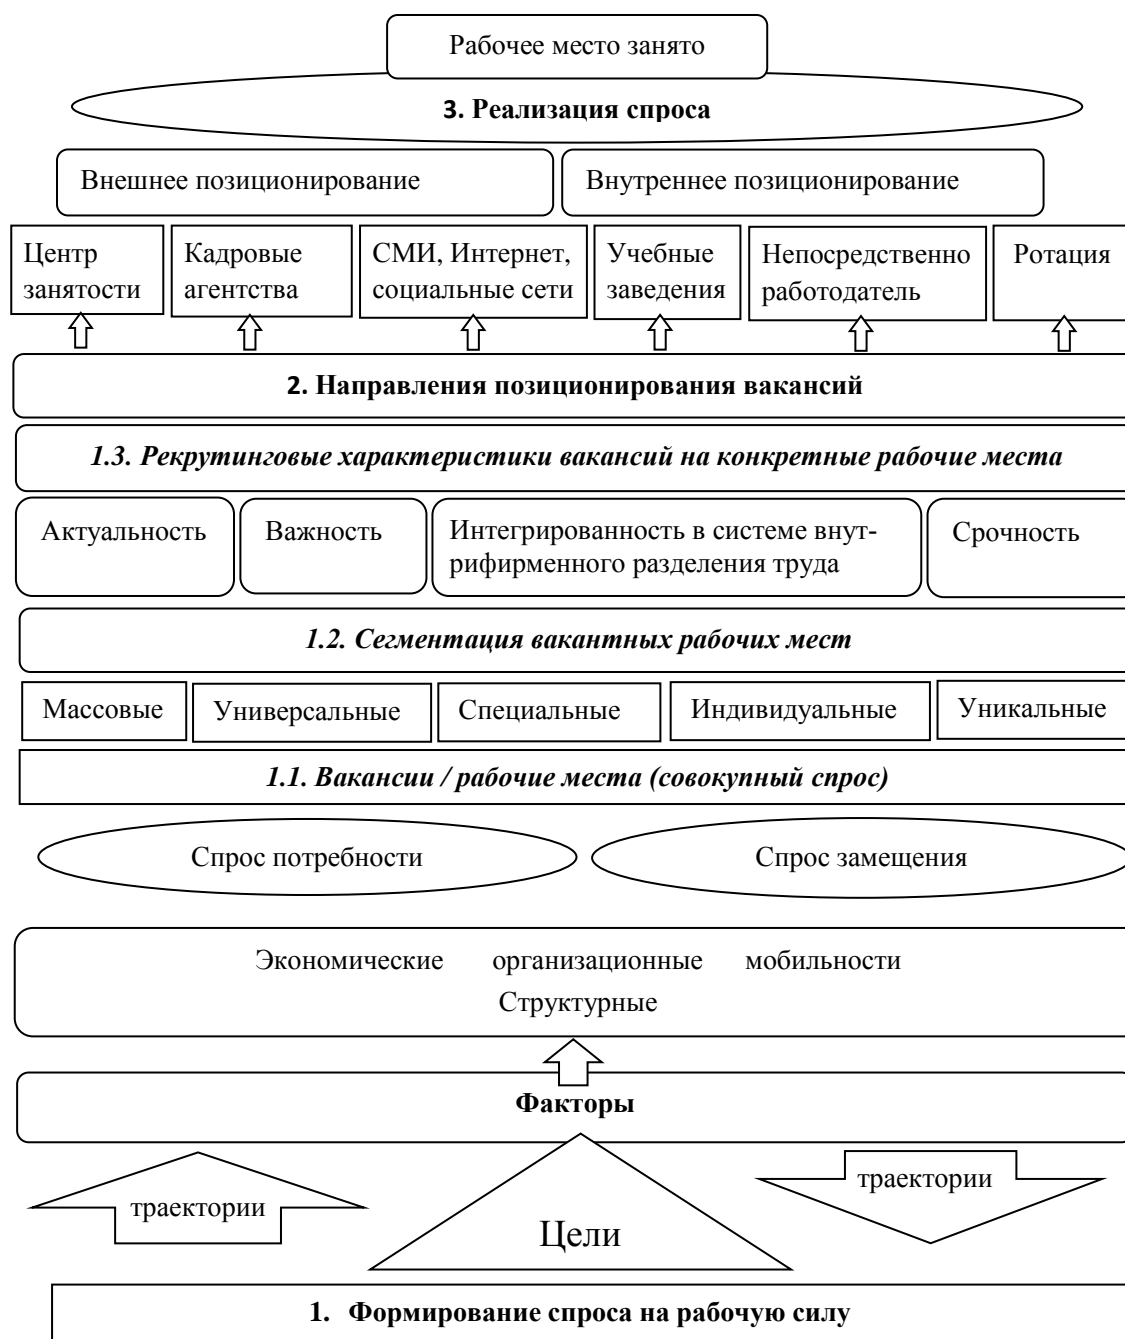 Рабочее место занято
3. Реализация спроса
Внешнее позиционирование
Внутреннее позиционирование
Центр
занятости
Кадровые
агентства
СМИ, Интернет,
социальные сети
Учебные
заведения
Непосредственно
работодатель
Ротация
2. Направления позиционирования вакансий
1.3. Рекрутинговые характеристики вакансий на конкретные рабочие места
Актуальность
Важность
Интегрированность в системе внут-
рифирменного разделения труда
Срочность
1.2. Сегментация вакантных рабочих мест
Массовые
Универсальные
Специальные
Индивидуальные
Уникальные
1.1. Вакансии / рабочие места (совокупный спрос)
Спрос потребности
Спрос замещения
Экономические организационные мобильности
Структурные
Факторы
траектории
траектории
Цели
1. Формирование спроса на рабочую силу